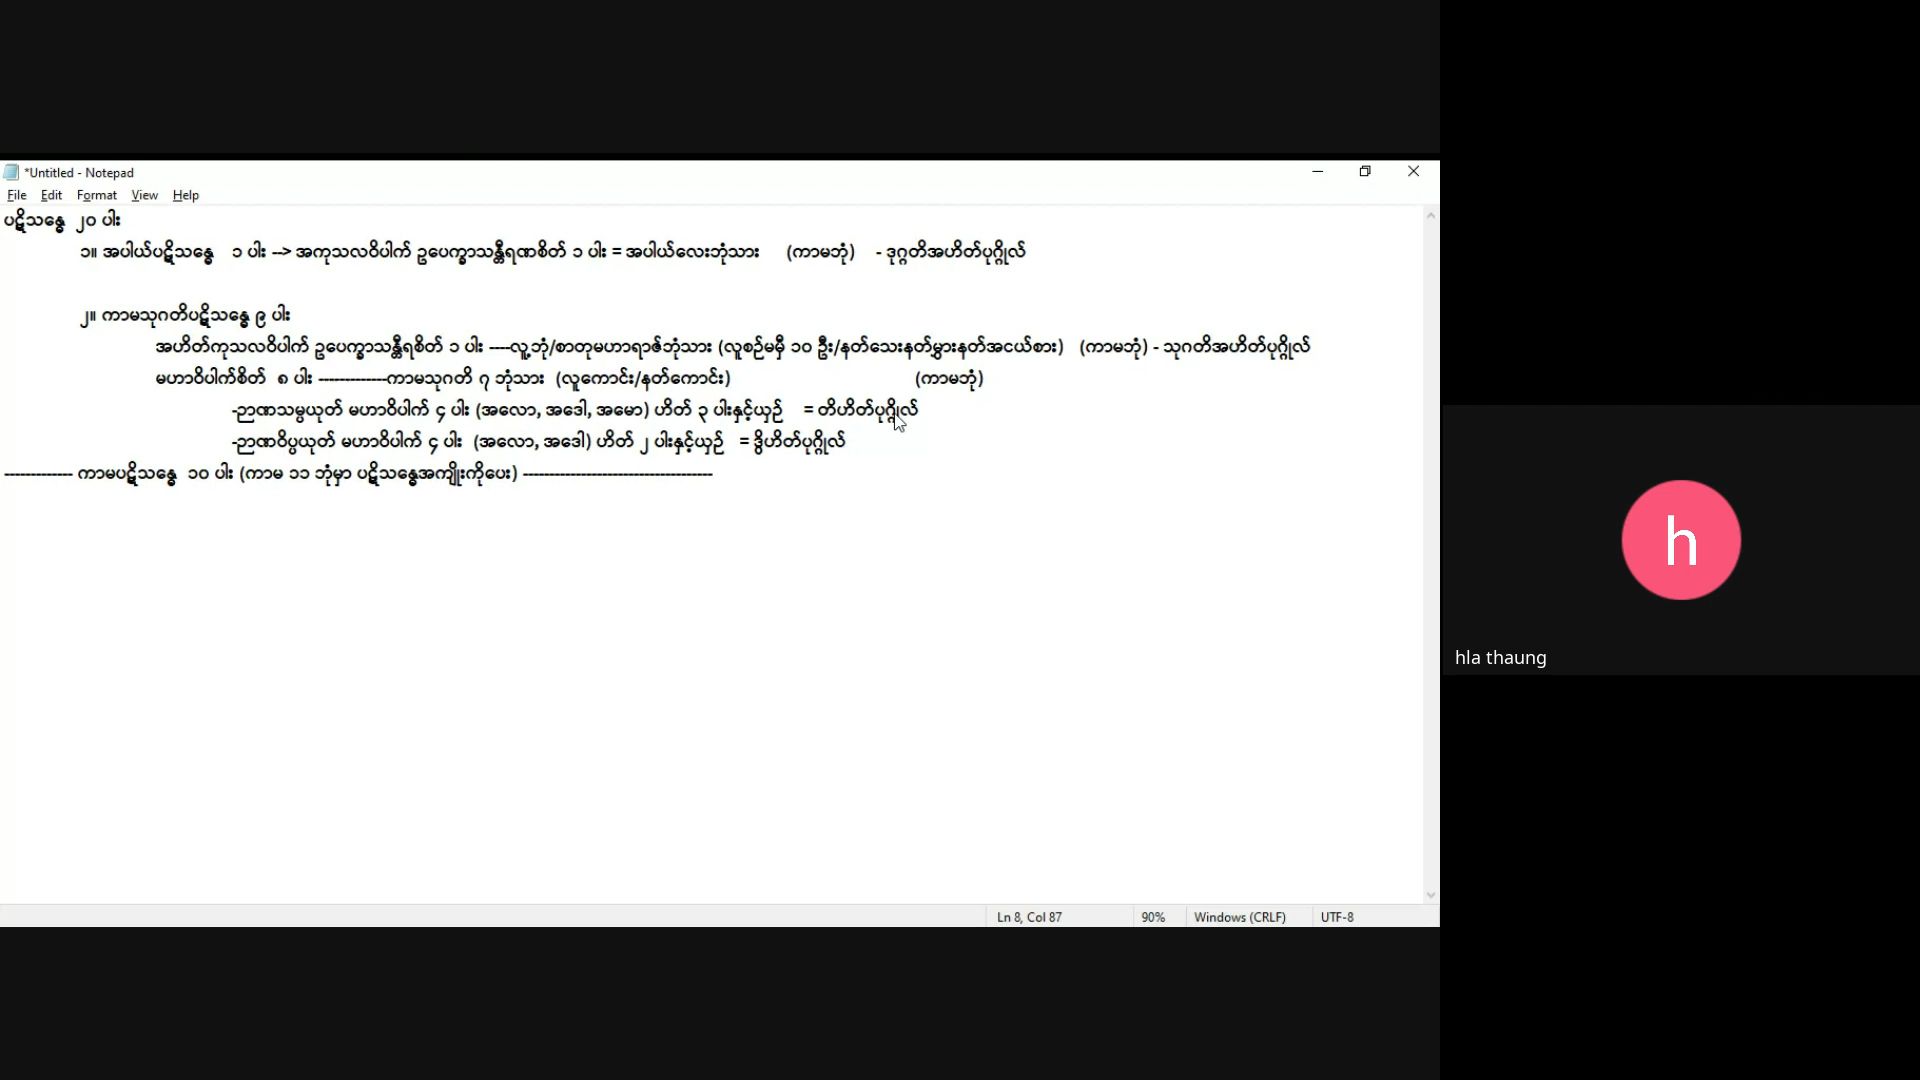 *Untitled - Notepad
File Edit Format View Help
ပဋိသန္ဓေ ၂၀ ပါး
၁။ အပါယ်ပဋိသန္ဓေ ၁ ပါး --> အကုသလဝိပါက် ဥပေက္ခာသန္တီရဏစိတ် ၁ ပါး = အပါယ်လေးဘုံသား (ကာမဘုံ) - ဒုဂ္ဂတိအဟိတ်ပုဂ္ဂိုလ်
၂။ ကာမသုဂတိပဋိသန္ဓေ ၉ ပါး
အဟိတ်ကုသလဝိပါက် ဥပေက္ခာသန္တီရစိတ် ၁ ပါး ----လူ့ဘုံ/စာတုမဟာရာဇ်ဘုံသား (လူစဉ်မမှီ ၁၀ ဦး/နတ်သေးနတ်မွှားနတ်အငယ်စား) (ကာမဘုံ) - သုဂတိအဟိတ်ပုဂ္ဂိုလ်
မဟာဝိပါက်စိတ် ၈ ပါး -------------ကာမသုဂတိ ၇ ဘုံသား (လူကောင်း/နတ်ကောင်း) (ကာမဘုံ)
-ဉာဏသမ္ပယုတ် မဟာဝိပါက် ၄ ပါး (အလော, အဒေါ, အမော) ဟိတ် ၃ ပါးနှင့်ယှဉ် = တိဟိတ်ပုဂ္ဂိုလ်
-ဉာဏဝိပ္ပယုတ် မဟာဝိပါက် ၄ ပါး (အလော, အဒေါ) ဟိတ် ၂ ပါးနှင့်ယှဉ် = ဒွိဟိတ်ပုဂ္ဂိုလ်
------------- ကာမပဋိသန္ဓေ ၁၀ ပါး (ကာမ ၁၁ ဘုံမှာ ပဋိသန္ဓေအကျိုးကိုပေး) ------------------------------------
Ln 8, Col 87 90% Windows (CRLF) UTF-8
h
hla thaung